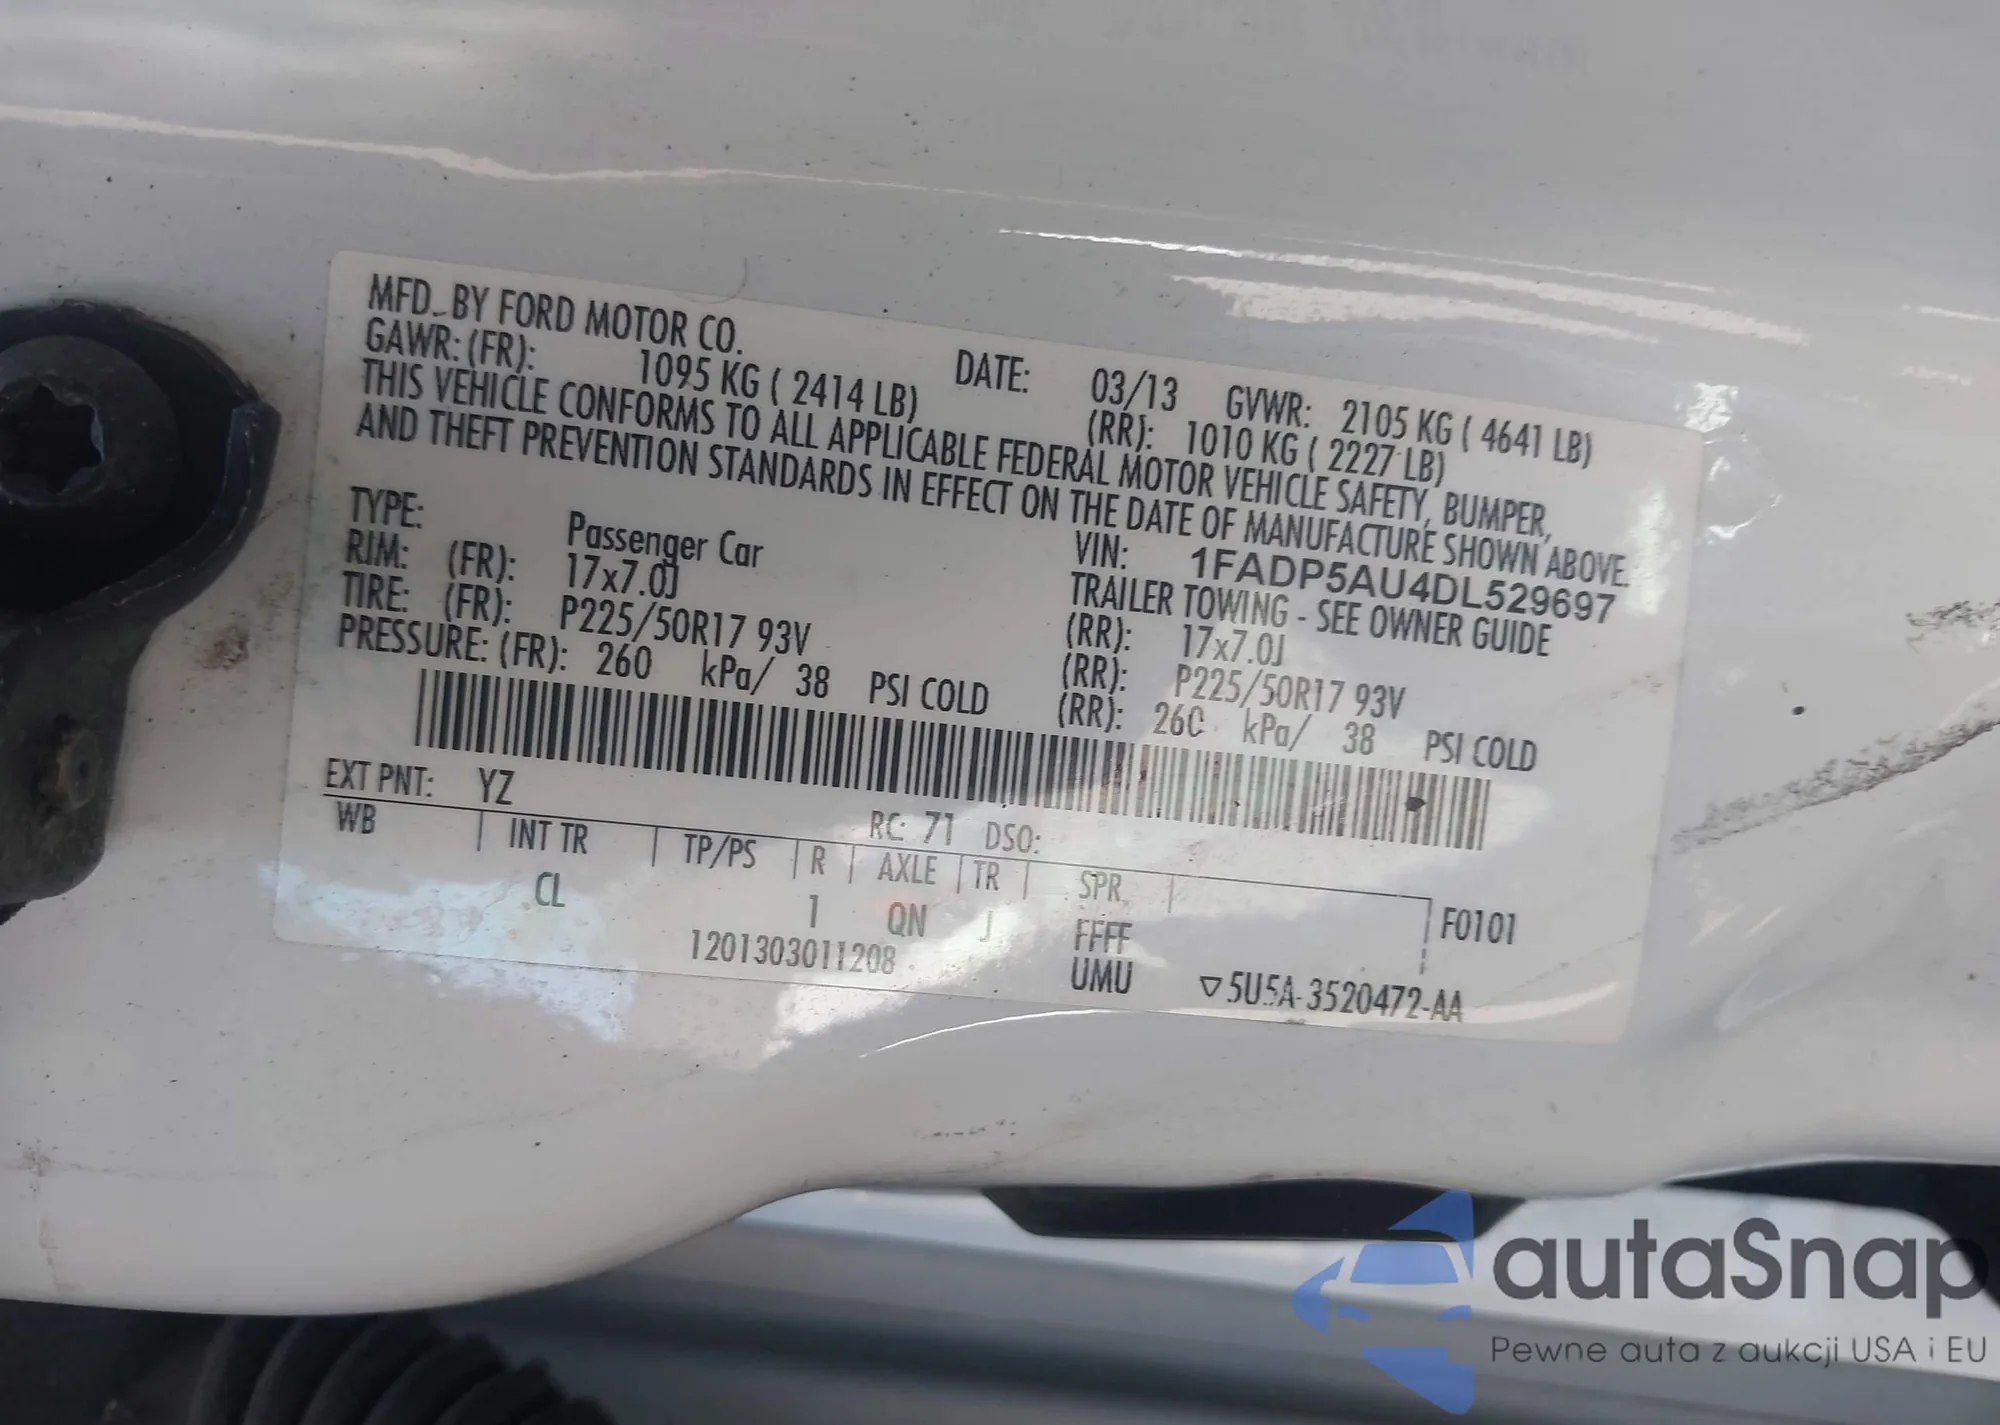 MFD. BY FORD MOTOR CO.
DATE: 03/13 GVWR: 2105 KG ( 4641 LB)
GAWR: (FR): 1095 KG ( 2414 LB) (RR): 1010 KG ( 2227 LB)
THIS VEHICLE CONFORMS TO ALL APPLICABLE FEDERAL MOTOR VEHICLE SAFETY, BUMPER,
AND THEFT PREVENTION STANDARDS IN EFFECT ON THE DATE OF MANUFACTURE SHOWN ABOVE.
VIN: 1FADP5AU4DL529697
TYPE: Passenger Car TRAILER TOWING - SEE OWNER GUIDE
RIM: (FR): 17x7.0J (RR): 17x7.0J
TIRE: (FR): P225/50R17 93V (RR): P225/50R17 93V
PRESSURE: (FR): 260 kPa/ 38 PSI COLD (RR): 260 kPa/ 38 PSI COLD
EXT PNT: YZ RC: 71 DSO:
WB INT TR TP/PS R AXLE TR SPR F0101
CL 1 QN J FFFF
1201303011208 UMU ▽5U5A-3520472-AA
autaSnap
Pewne auta z aukcji USA i EU